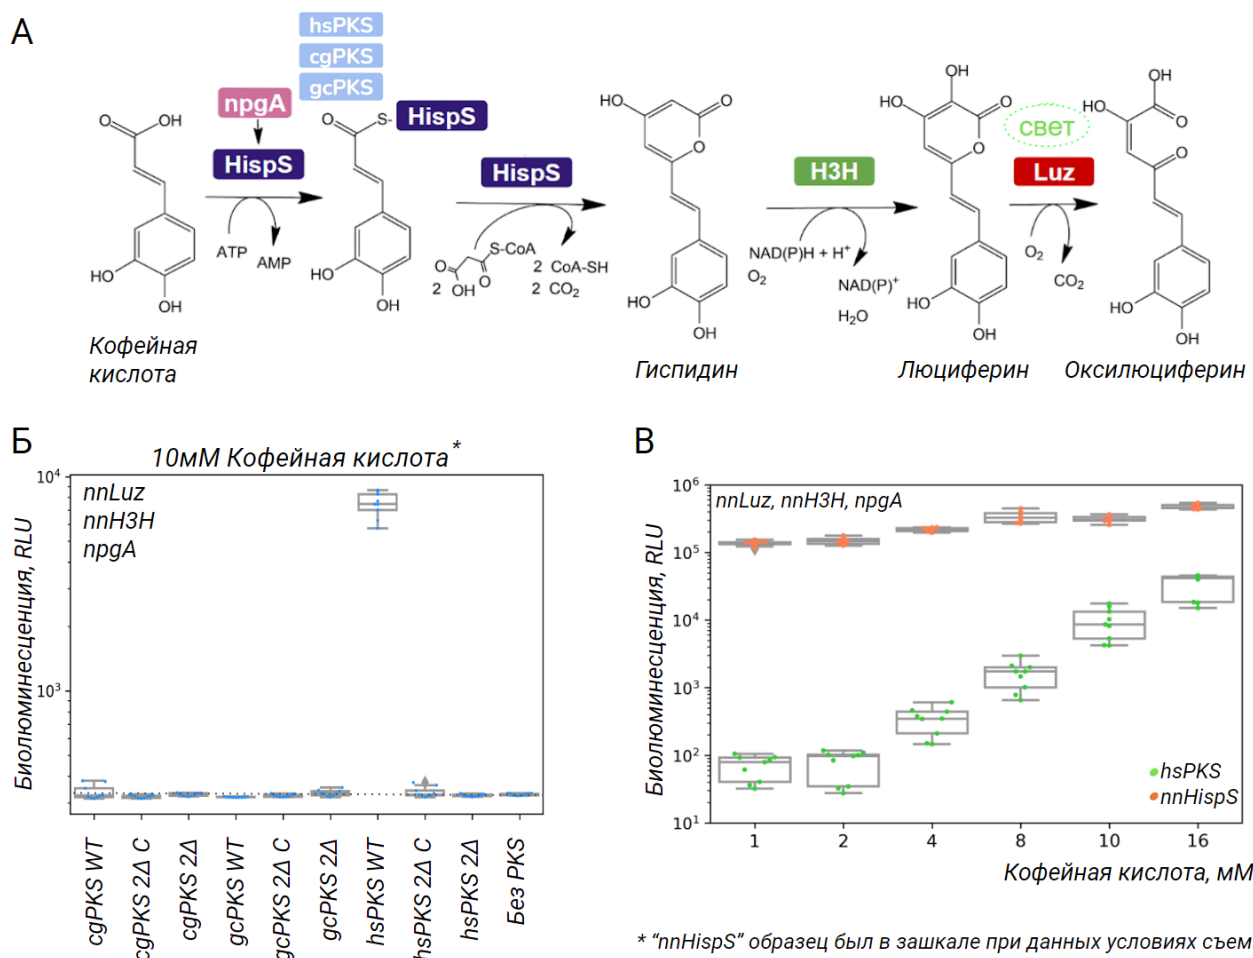 А
hsPKS
cgPKS
gcPKS
npgA
HispS
O
OH
HO
OH
ATP
AMP
Кофейная
кислота
O
S-
HispS
HO
OH
HispS
S-CoA
O
O
2 OH
2 CoA-SH
2 CO2
HO
O
O
HO
OH
Гиспидин
H3H
NAD(P)H + H+
O2
NAD(P)+
H2O
OH
HO
O
O
HO
OH
Люциферин
свет
Luz
O2
CO2
OH
HO
O
O
HO
OH
Оксилюциферин
Б
10мМ Кофейная кислота*
nnLuz
nnH3H
npgA
Биолюминесценция, RLU
10^4
10^3
cgPKS WT
cgPKS 2Δ C
cgPKS 2Δ
gcPKS WT
gcPKS 2Δ C
gcPKS 2Δ
hsPKS WT
hsPKS 2Δ C
hsPKS 2Δ
Без PKS
В
nnLuz, nnH3H, npgA
Биолюминесценция, RLU
10^6
10^5
10^4
10^3
10^2
10^1
hsPKS
nnHispS
1 2 4 8 10 16
Кофейная кислота, мМ
* “nnHispS” образец был в зашкале при данных условиях съем